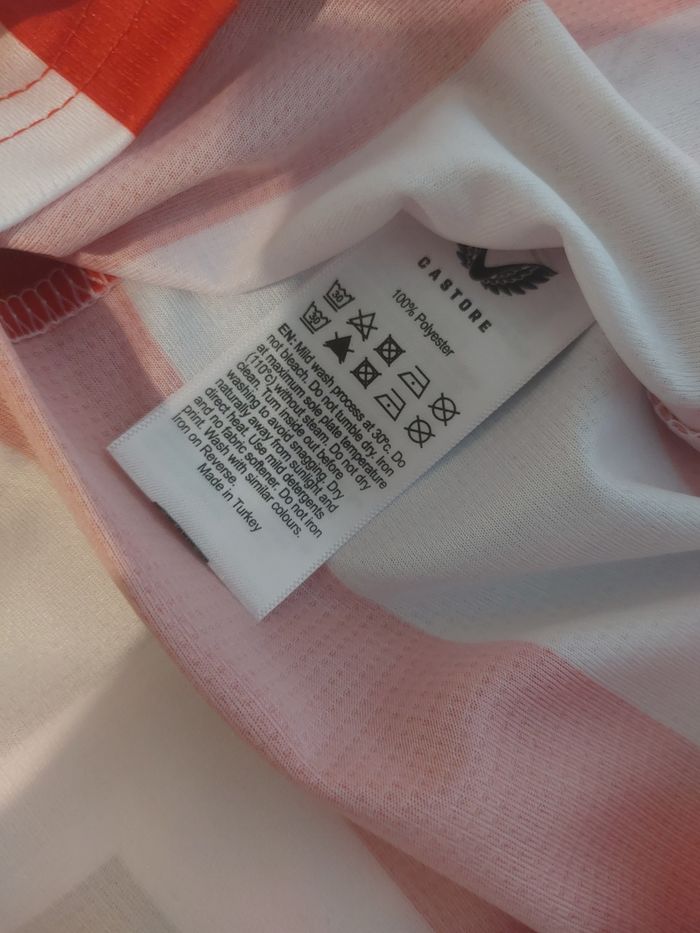 CASTORE
100% Polyester
30
30
EN: Mild wash process at 30°c. Do
not bleach. Do not tumble dry. Iron
at maximum sole plate temperature
(110°c) without steam. Do not dry
clean. Turn inside out before
washing to avoid snagging. Dry
naturally away from sunlight and
direct heat. Use mild detergents
and no fabric softener. Do not iron
print. Wash with similar colours.
Iron on Reverse.
Made in Turkey